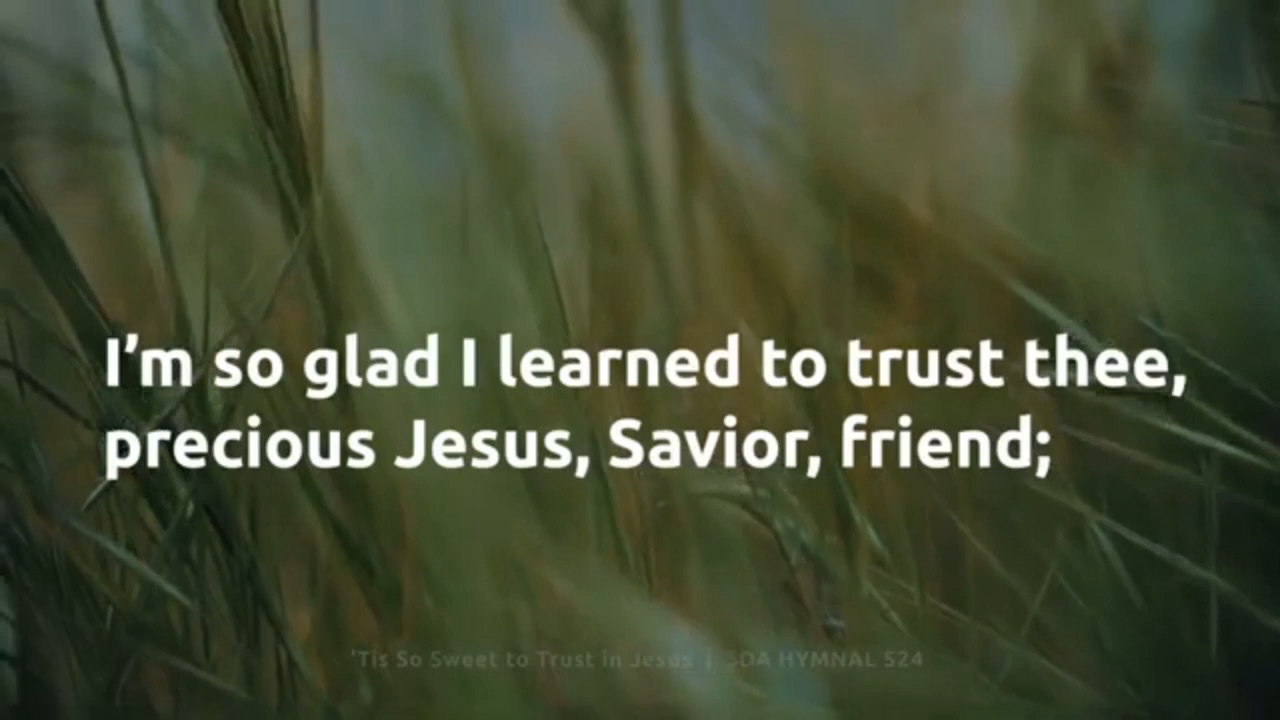 I’m so glad I learned to trust thee,
precious Jesus, Savior, friend;
'Tis So Sweet to Trust in Jesus | SDA HYMNAL 524